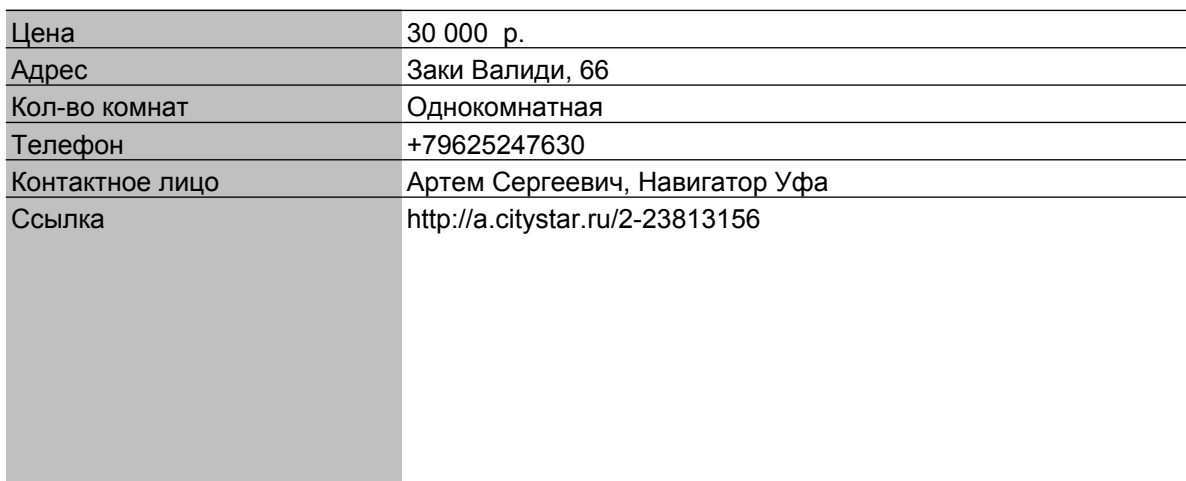 Цена 30 000 р.
Адрес Заки Валиди, 66
Кол-во комнат Однокомнатная
Телефон +79625247630
Контактное лицо Артем Сергеевич, Навигатор Уфа
Ссылка http://a.citystar.ru/2-23813156